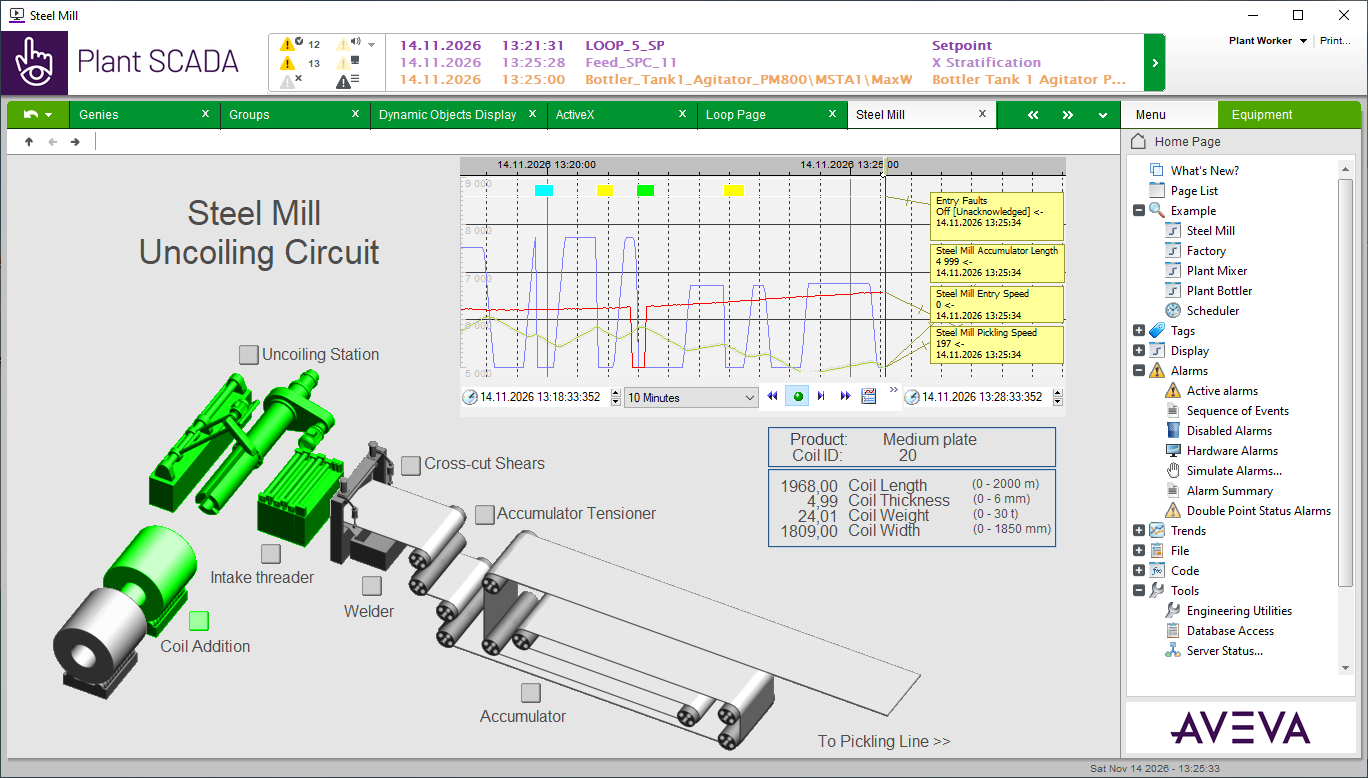 Steel Mill
Plant SCADA
12
13
14.11.2026 13:21:31 LOOP_5_SP Setpoint
14.11.2026 13:25:28 Feed_SPC_11 X Stratification
14.11.2026 13:25:00 Bottler_Tank1_Agitator_PM800\MSTA1\MaxW Bottler Tank 1 Agitator P...
Plant Worker Print...
Genies x Groups x Dynamic Objects Display x ActiveX x Loop Page x Steel Mill x Menu Equipment
Home Page
Steel Mill
Uncoiling Circuit
14.11.2026 13:20:00 14.11.2026 13:25:00
9 000
8 000
7 000
6 000
5 000
Entry Faults
Off [Unacknowledged] <-
14.11.2026 13:25:34
Steel Mill Accumulator Length
4 999 <-
14.11.2026 13:25:34
Steel Mill Entry Speed
0 <-
14.11.2026 13:25:34
Steel Mill Pickling Speed
197 <-
14.11.2026 13:25:34
14.11.2026 13:18:33:352 10 Minutes 14.11.2026 13:28:33:352
Product: Medium plate
Coil ID: 20
1968,00 Coil Length (0 - 2000 m)
4,99 Coil Thickness (0 - 6 mm)
24,01 Coil Weight (0 - 30 t)
1809,00 Coil Width (0 - 1850 mm)
Uncoiling Station
Cross-cut Shears
Accumulator Tensioner
Intake threader
Welder
Coil Addition
Accumulator
To Pickling Line >>
What's New?
Page List
Example
Steel Mill
Factory
Plant Mixer
Plant Bottler
Scheduler
Tags
Display
Alarms
Active alarms
Sequence of Events
Disabled Alarms
Hardware Alarms
Simulate Alarms...
Alarm Summary
Double Point Status Alarms
Trends
File
Code
Tools
Engineering Utilities
Database Access
Server Status...
AVEVA
Sat Nov 14 2026 - 13:25:33